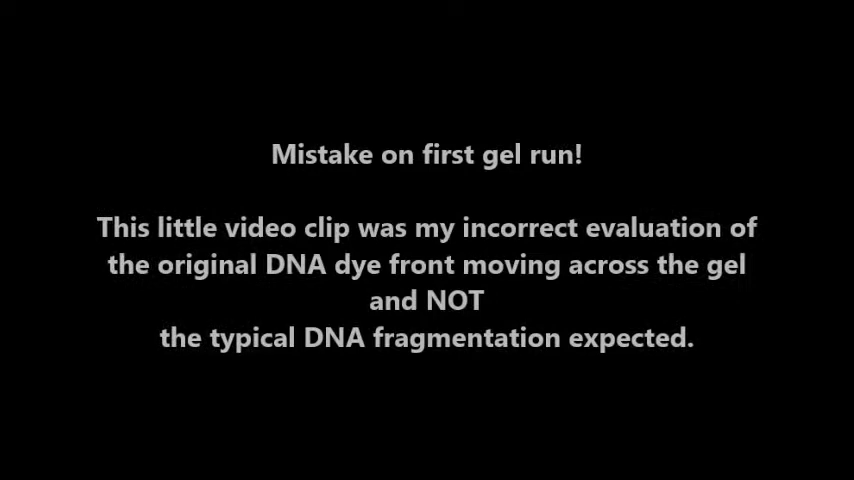 Mistake on first gel run!
This little video clip was my incorrect evaluation of
the original DNA dye front moving across the gel
and NOT
the typical DNA fragmentation expected.